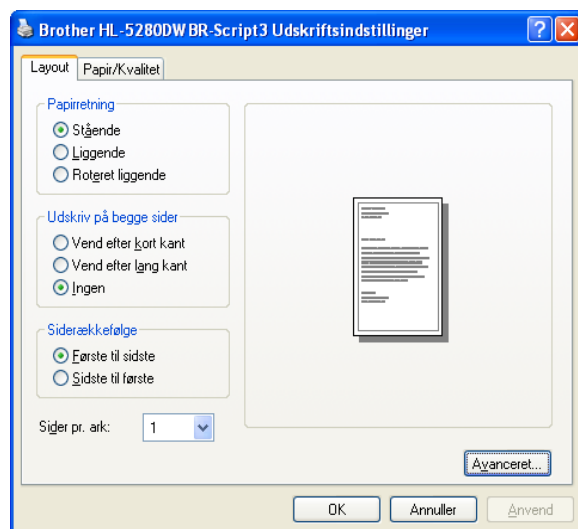 Brother HL-5280DW BR-Script3 Udskriftsindstillinger
Layout
Papir/Kvalitet
Papirretning
Stående
Liggende
Roteret liggende
Udskriv på begge sider
Vend efter kort kant
Vend efter lang kant
Ingen
Siderækkefølge
Første til sidste
Sidste til første
Sider pr. ark:
1
Avanceret...
OK
Annuller
Anvend